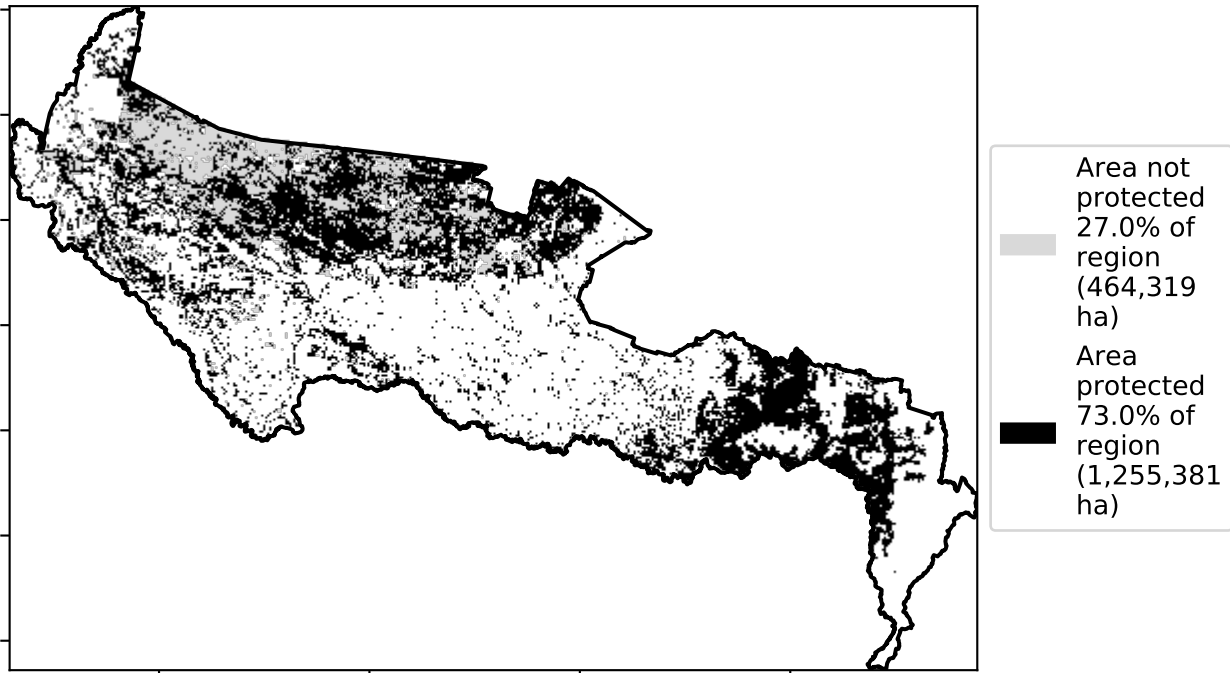 Area not
protected
27.0% of
region
(464,319
ha)
Area
protected
73.0% of
region
(1,255,381
ha)